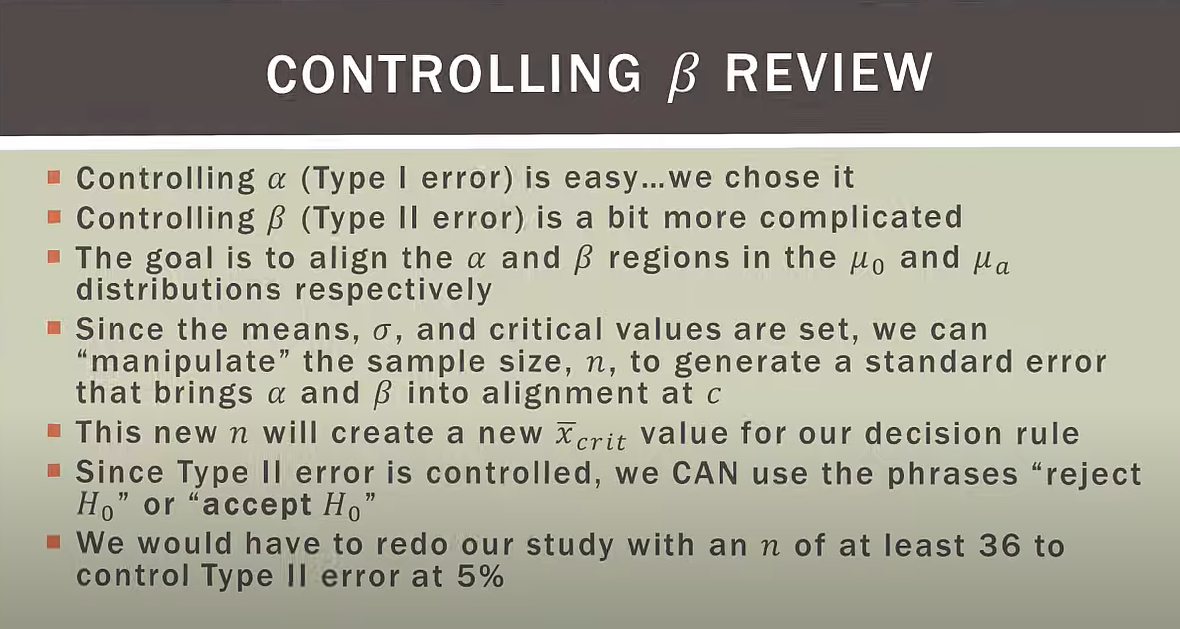 CONTROLLING β REVIEW
▪ Controlling α (Type I error) is easy...we chose it
▪ Controlling β (Type II error) is a bit more complicated
▪ The goal is to align the α and β regions in the μ₀ and μₐ
distributions respectively
▪ Since the means, σ, and critical values are set, we can
“manipulate” the sample size, n, to generate a standard error
that brings α and β into alignment at c
▪ This new n will create a new x̅_crit value for our decision rule
▪ Since Type II error is controlled, we CAN use the phrases “reject
H₀” or “accept H₀”
▪ We would have to redo our study with an n of at least 36 to
control Type II error at 5%